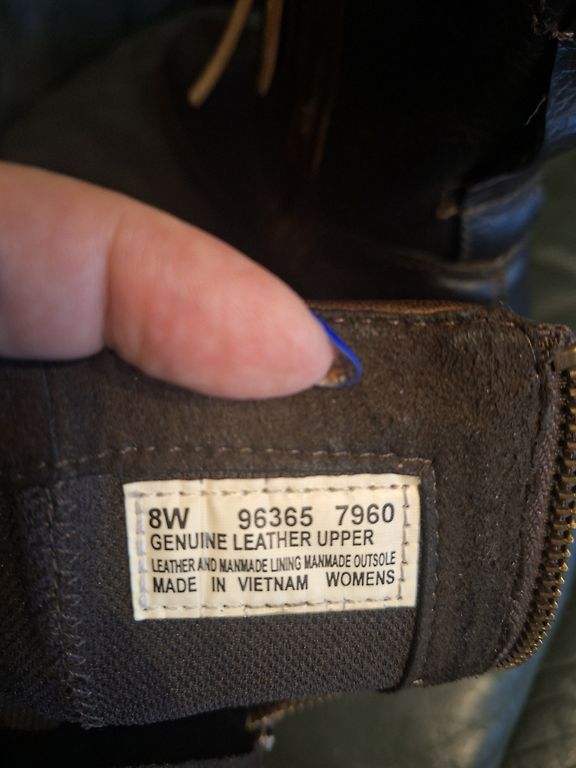 8W 96365 7960
GENUINE LEATHER UPPER
LEATHER AND MANMADE LINING MANMADE OUTSOLE
MADE IN VIETNAM WOMENS